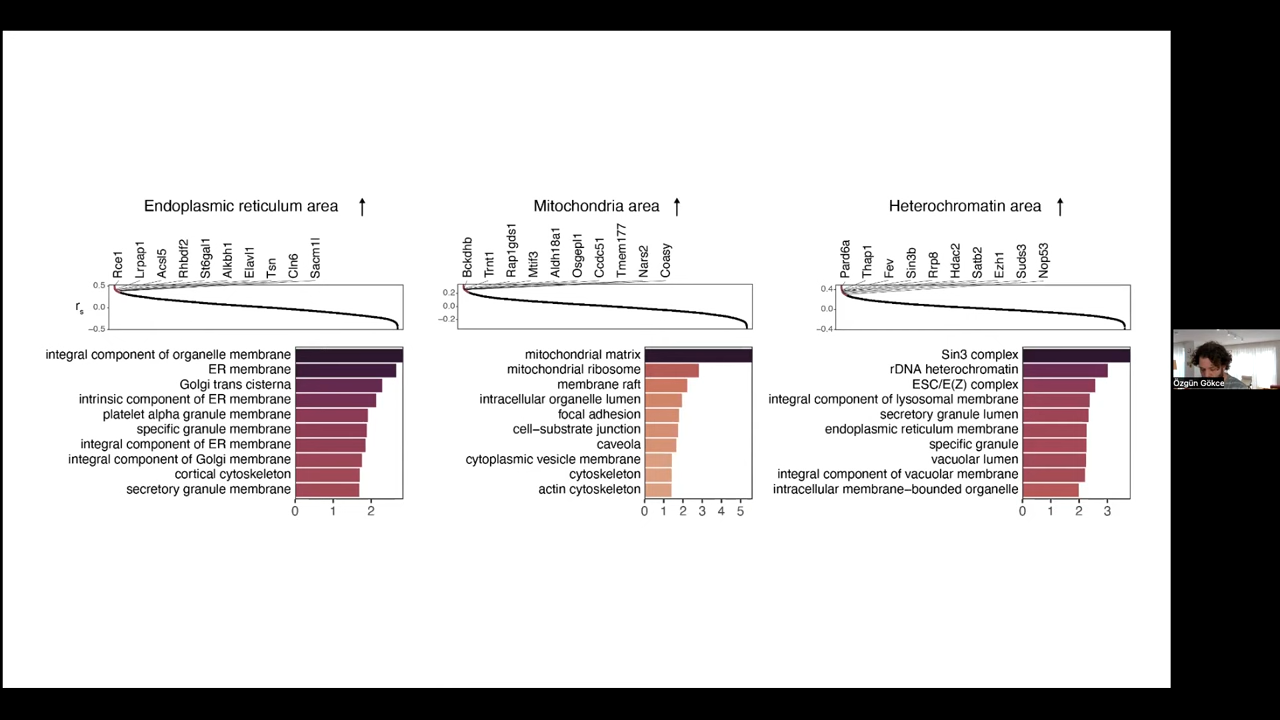 Endoplasmic reticulum area ↑
Rce1
Lrpap1
Acsl5
Rhbdf2
St6gal1
Alkbh1
Elavl1
Tsn
Cln6
Sacm1l
0.5
0.0
−0.5
rs
integral component of organelle membrane
ER membrane
Golgi trans cisterna
intrinsic component of ER membrane
platelet alpha granule membrane
specific granule membrane
integral component of ER membrane
integral component of Golgi membrane
cortical cytoskeleton
secretory granule membrane
0 1 2
Mitochondria area ↑
Bckdhb
Trnt1
Rap1gds1
Mtif3
Aldh18a1
Osgepl1
Ccdc51
Tmem177
Nars2
Coasy
0.2
0.0
−0.2
mitochondrial matrix
mitochondrial ribosome
membrane raft
intracellular organelle lumen
focal adhesion
cell−substrate junction
caveola
cytoplasmic vesicle membrane
cytoskeleton
actin cytoskeleton
0 1 2 3 4 5
Heterochromatin area ↑
Pard6a
Thap1
Fev
Sin3b
Rrp8
Hdac2
Satb2
Ezh1
Suds3
Nop53
0.4
0.0
−0.4
Sin3 complex
rDNA heterochromatin
ESC/E(Z) complex
integral component of lysosomal membrane
secretory granule lumen
endoplasmic reticulum membrane
specific granule
vacuolar lumen
integral component of vacuolar membrane
intracellular membrane−bounded organelle
0 1 2 3
Özgün Gökce